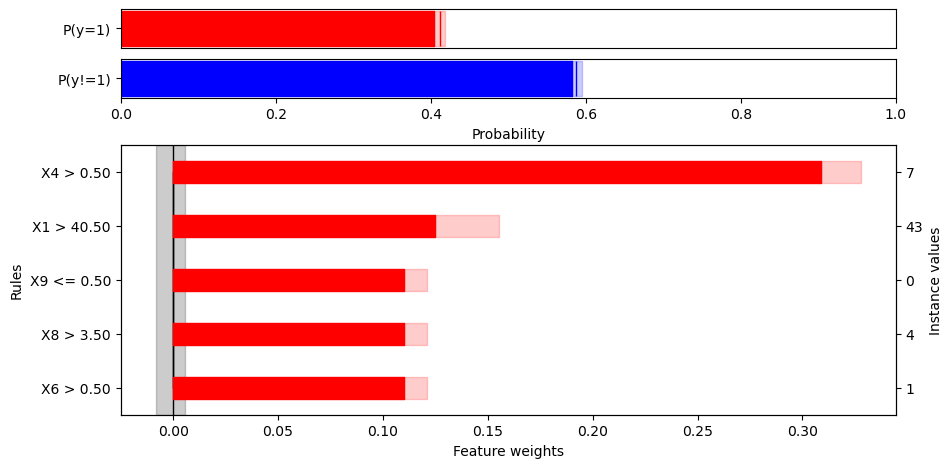 P(y=1)
P(y!=1)
0.0 0.2 0.4 0.6 0.8 1.0
Probability
X4 > 0.50 7
X1 > 40.50 43
X9 <= 0.50 0
X8 > 3.50 4
X6 > 0.50 1
Rules
Instance values
0.00 0.05 0.10 0.15 0.20 0.25 0.30
Feature weights